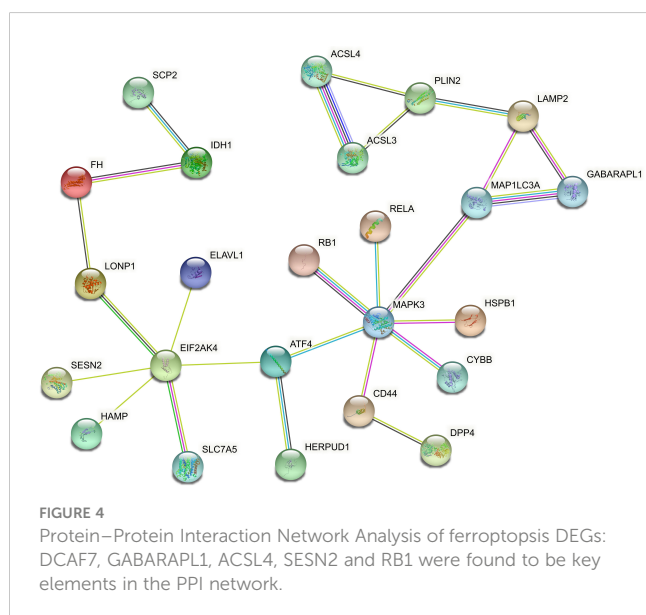 ACSL4
SCP2
PLIN2
LAMP2
ACSL3
IDH1
FH
GABARAPL1
MAP1LC3A
RELA
RB1
ELAVL1
LONP1
MAPK3
HSPB1
ATF4
EIF2AK4
CYBB
SESN2
CD44
HAMP
DPP4
SLC7A5
HERPUD1
FIGURE 4
Protein–Protein Interaction Network Analysis of ferroptosis DEGs:
DCAF7, GABARAPL1, ACSL4, SESN2 and RB1 were found to be key
elements in the PPI network.